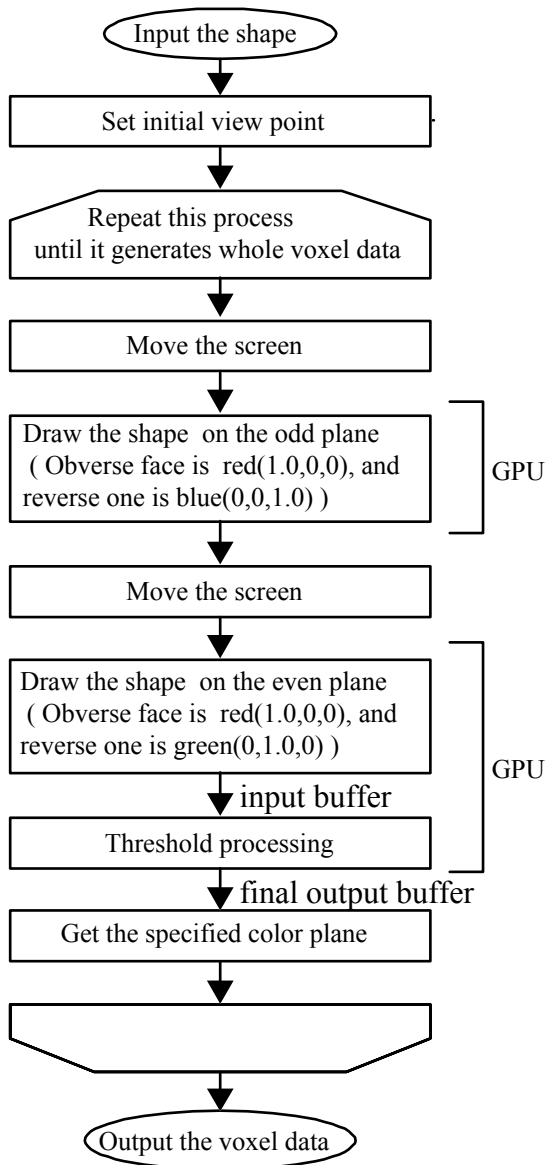 Input the shape
Set initial view point
Repeat this process
until it generates whole voxel data
Move the screen
Draw the shape on the odd plane
( Obverse face is red(1.0,0,0), and
reverse one is blue(0,0,1.0) )
GPU
Move the screen
Draw the shape on the even plane
( Obverse face is red(1.0,0,0), and
reverse one is green(0,1.0,0) )
GPU
input buffer
Threshold processing
final output buffer
Get the specified color plane
Output the voxel data